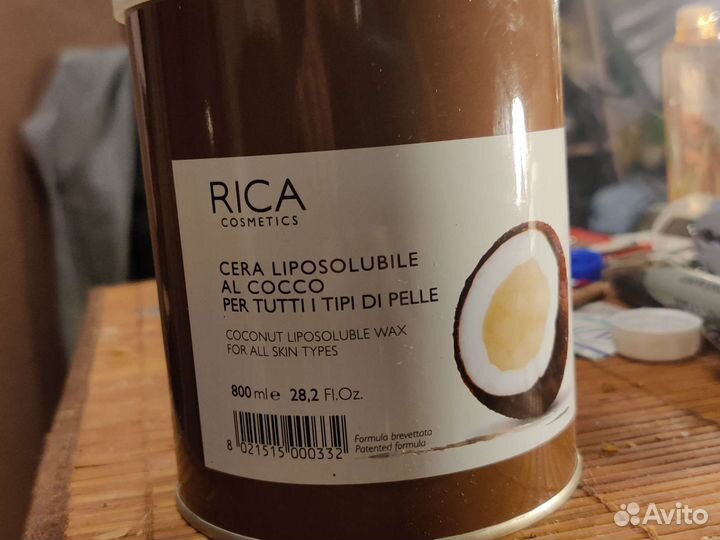 RICA
COSMETICS
CERA LIPOSOLUBILE
AL COCCO
PER TUTTI I TIPI DI PELLE
COCONUT LIPOSOLUBLE WAX
FOR ALL SKIN TYPES
800 ml e 28,2 Fl.Oz.
8 021515 000332
Formula brevettata
Patented formula
Avito